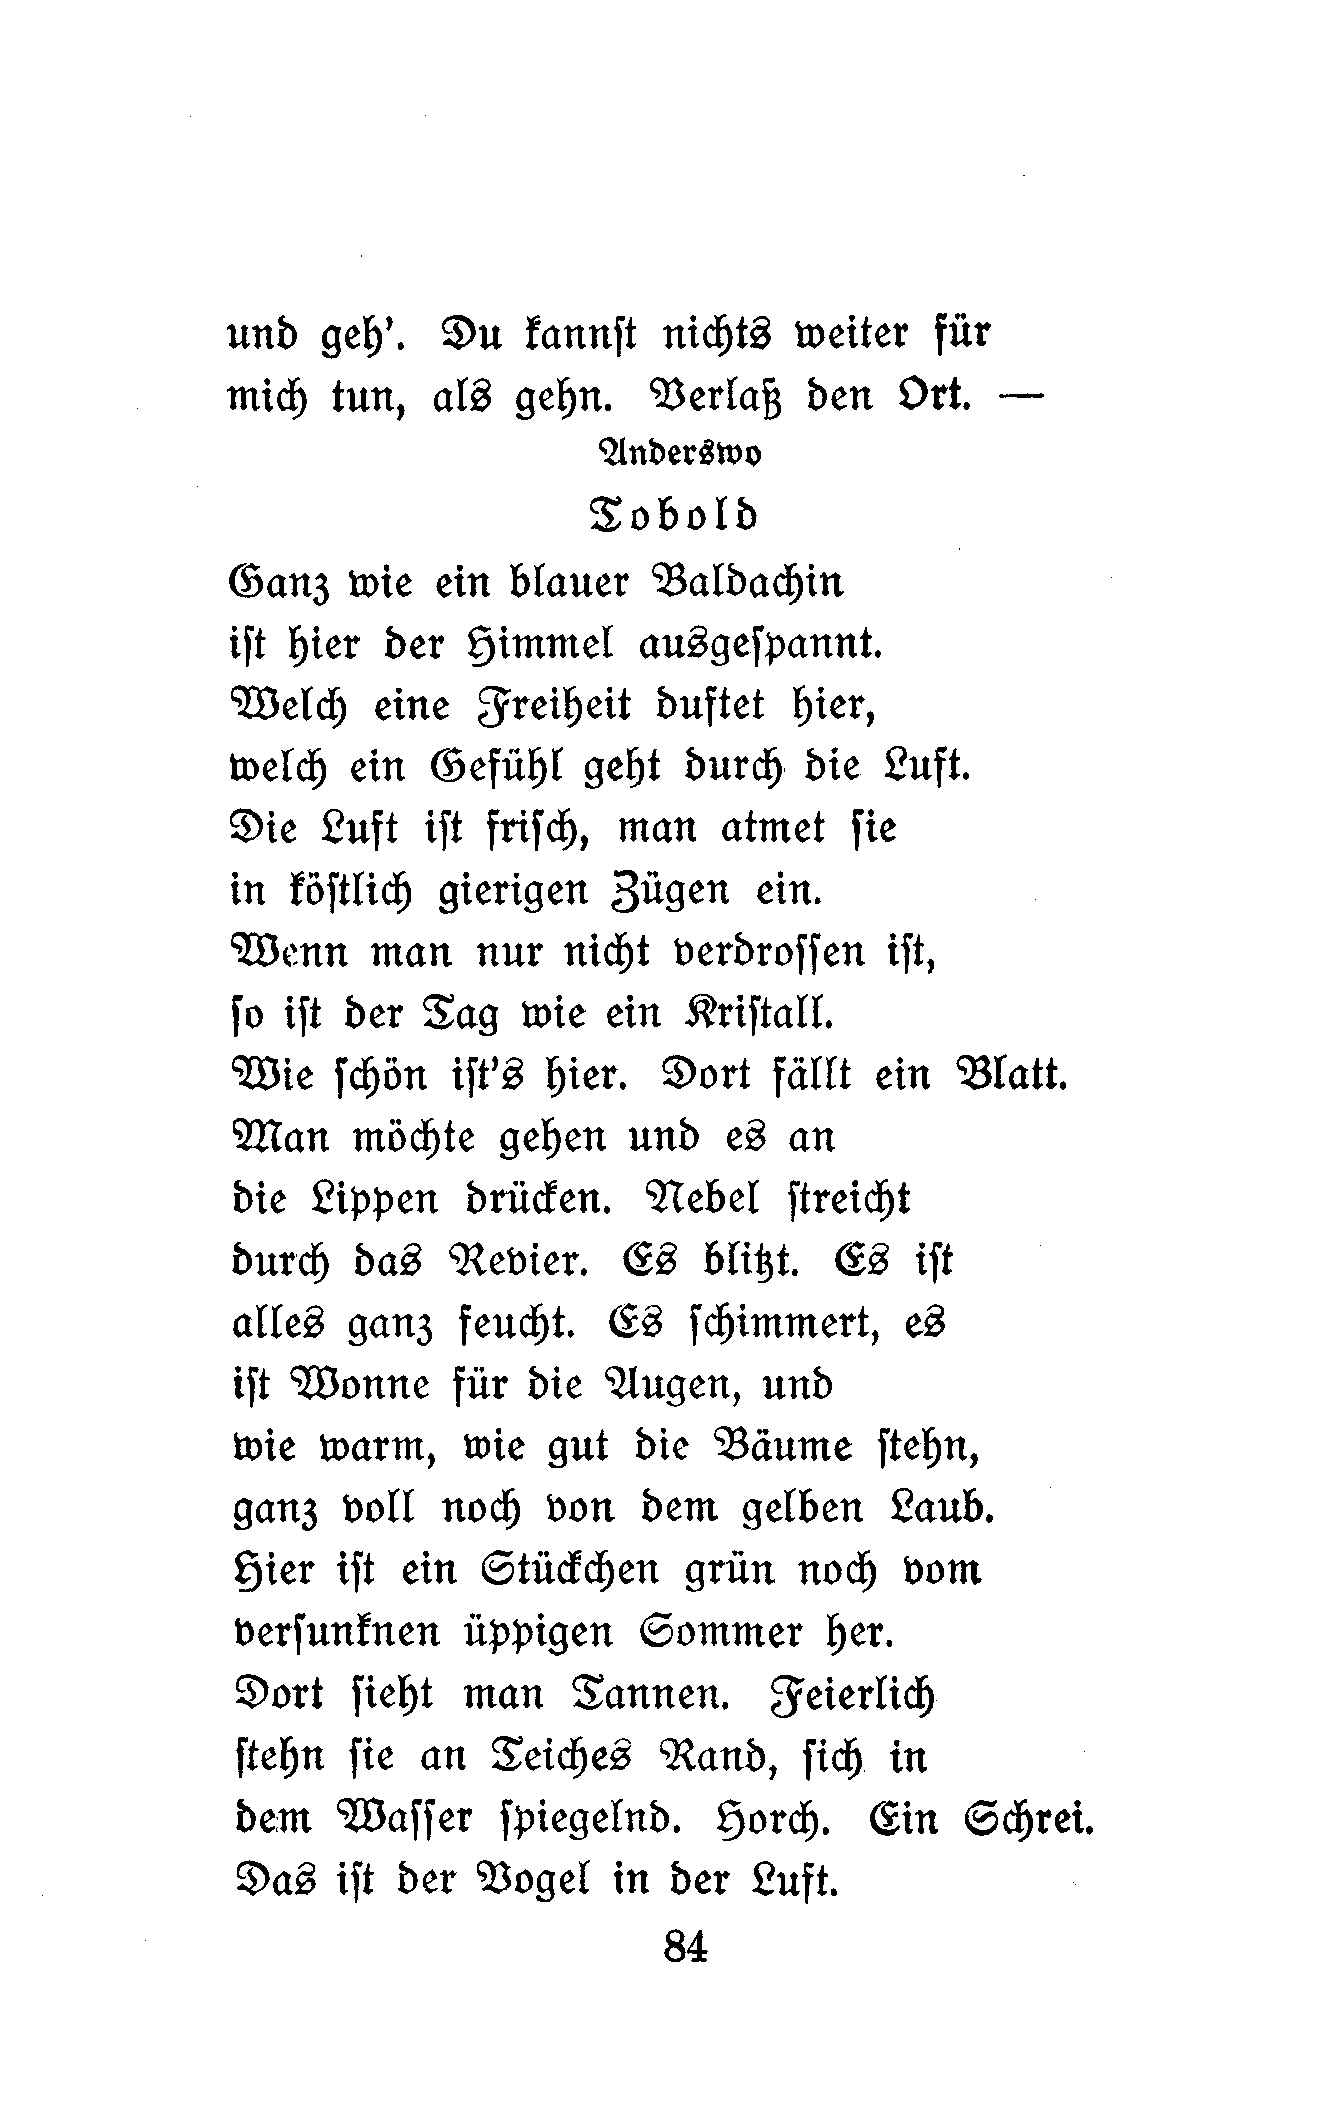 und geh'. Du kannst nichts weiter für
mich tun, als gehn. Verlaß den Ort. —
Anderswo
Tobold
Ganz wie ein blauer Baldachin
ist hier der Himmel ausgespannt.
Welch eine Freiheit duftet hier,
welch ein Gefühl geht durch die Luft.
Die Luft ist frisch, man atmet sie
in köstlich gierigen Zügen ein.
Wenn man nur nicht verdrossen ist,
so ist der Tag wie ein Kristall.
Wie schön ist's hier. Dort fällt ein Blatt.
Man möchte gehen und es an
die Lippen drücken. Nebel streicht
durch das Revier. Es blitzt. Es ist
alles ganz feucht. Es schimmert, es
ist Wonne für die Augen, und
wie warm, wie gut die Bäume stehn,
ganz voll noch von dem gelben Laub.
Hier ist ein Stückchen grün noch vom
versunknen üppigen Sommer her.
Dort sieht man Tannen. Feierlich
stehn sie an Teiches Rand, sich in
dem Wasser spiegelnd. Horch. Ein Schrei.
Das ist der Vogel in der Luft.
84